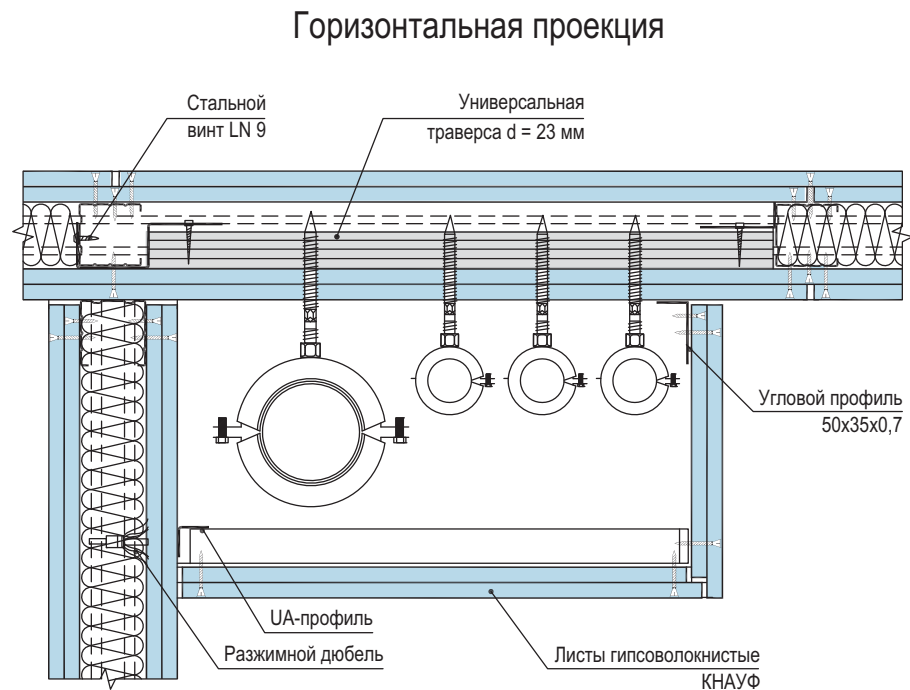 Горизонтальная проекция
Стальной
винт LN 9
Универсальная
траверса d = 23 мм
Угловой профиль
50х35х0,7
UA-профиль
Разжимной дюбель
Листы гипсоволокнистые
КНАУФ